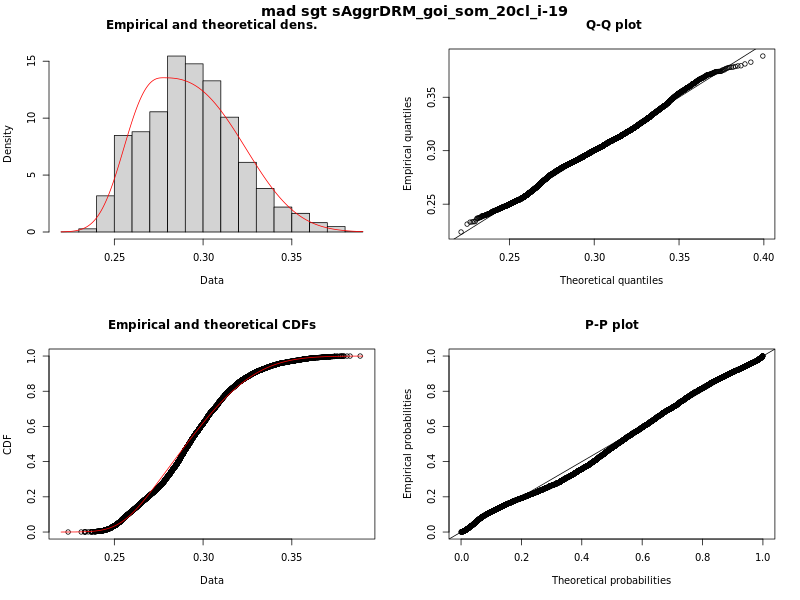 mad sgt sAggrDRM_goi_som_20cl_i-19
Empirical and theoretical dens.
Density
0
5
10
15
0.25
0.30
0.35
Data
Q-Q plot
Empirical quantiles
0.25
0.30
0.35
0.25
0.30
0.35
0.40
Theoretical quantiles
Empirical and theoretical CDFs
CDF
0.0
0.2
0.4
0.6
0.8
1.0
0.25
0.30
0.35
Data
P-P plot
Empirical probabilities
0.0
0.2
0.4
0.6
0.8
1.0
0.0
0.2
0.4
0.6
0.8
1.0
Theoretical probabilities